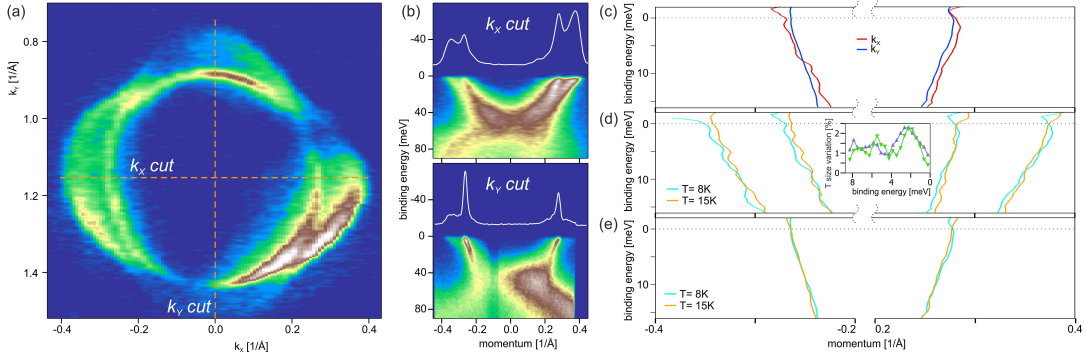 (a)
k_Y [1/Å]
0.8
1.0
1.2
1.4
k_X cut
k_Y cut
-0.4 -0.2 0.0 0.2 0.4
k_X [1/Å]
(b)
k_X cut
0
40
80
binding energy [meV]
k_Y cut
0
40
80
-0.4 -0.2 0.0 0.2 0.4
momentum [1/Å]
(c)
binding energy [meV]
0
10
k_X
k_Y
(d)
binding energy [meV]
0
10
T= 8K
T= 15K
T size variation [%]
2
1
0
8 4 0
binding energy [meV]
(e)
binding energy [meV]
0
10
T= 8K
T= 15K
-0.4 -0.2 0.2 0.4
momentum [1/Å]